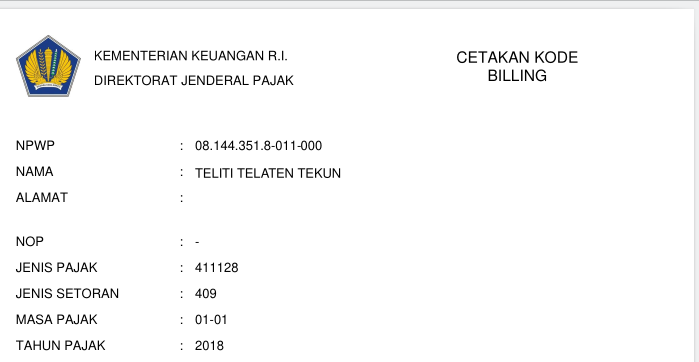 KEMENTERIAN KEUANGAN R.I.
DIREKTORAT JENDERAL PAJAK
CETAKAN KODE
BILLING
NPWP : 08.144.351.8-011-000
NAMA : TELITI TELATEN TEKUN
ALAMAT :
NOP : -
JENIS PAJAK : 411128
JENIS SETORAN : 409
MASA PAJAK : 01-01
TAHUN PAJAK : 2018